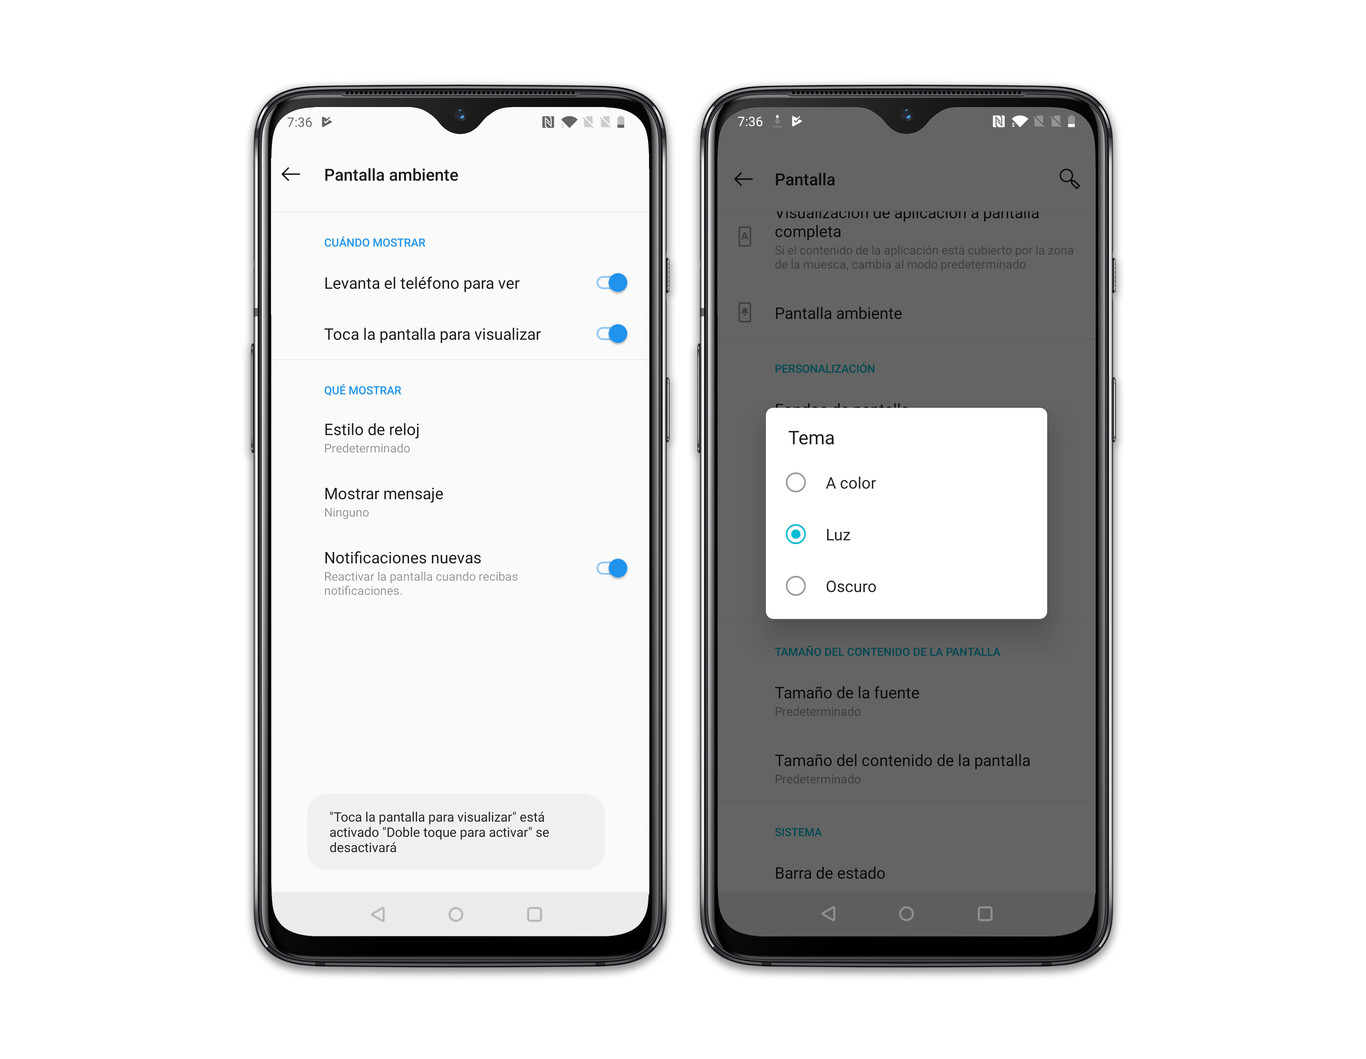 7:36
Pantalla ambiente
CUÁNDO MOSTRAR
Levanta el teléfono para ver
Toca la pantalla para visualizar
QUÉ MOSTRAR
Estilo de reloj
Predeterminado
Mostrar mensaje
Ninguno
Notificaciones nuevas
Reactivar la pantalla cuando recibas
notificaciones.
"Toca la pantalla para visualizar" está
activado "Doble toque para activar" se
desactivará
7:36
Pantalla
Visualización de aplicación a pantalla
completa
Si el contenido de la aplicación está cubierto por la zona
de la muesca, cambia al modo predeterminado
Pantalla ambiente
PERSONALIZACIÓN
Fondos de pantalla
Tema
A color
Luz
Oscuro
TAMAÑO DEL CONTENIDO DE LA PANTALLA
Tamaño de la fuente
Predeterminado
Tamaño del contenido de la pantalla
Predeterminado
SISTEMA
Barra de estado